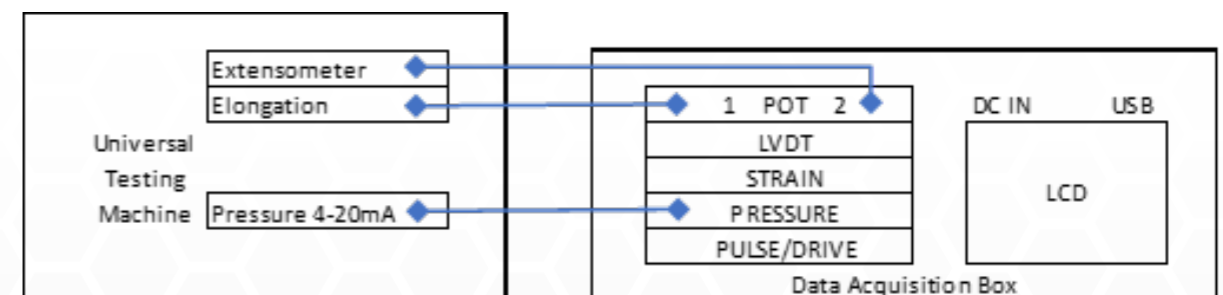 Extensometer
Elongation
Universal
Testing
Machine
Pressure 4-20mA
1 POT 2
LVDT
STRAIN
PRESSURE
PULSE/DRIVE
DC IN
USB
LCD
Data Acquisition Box